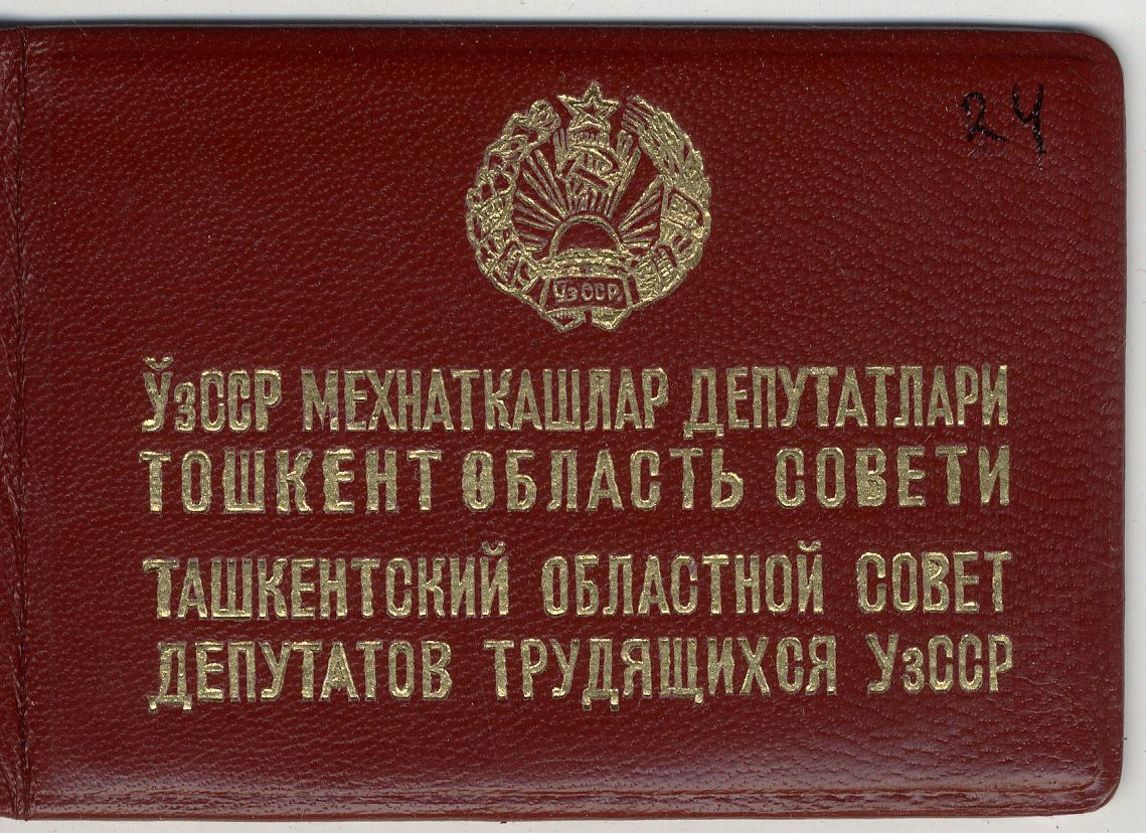 24
УзССР
ЎзССР МЕХНАТКАШЛАР ДЕПУТАТЛАРИ
ТОШКЕНТ ОБЛАСТЬ СОВЕТИ
ТАШКЕНТСКИЙ ОБЛАСТНОЙ СОВЕТ
ДЕПУТАТОВ ТРУДЯЩИХСЯ УзССР